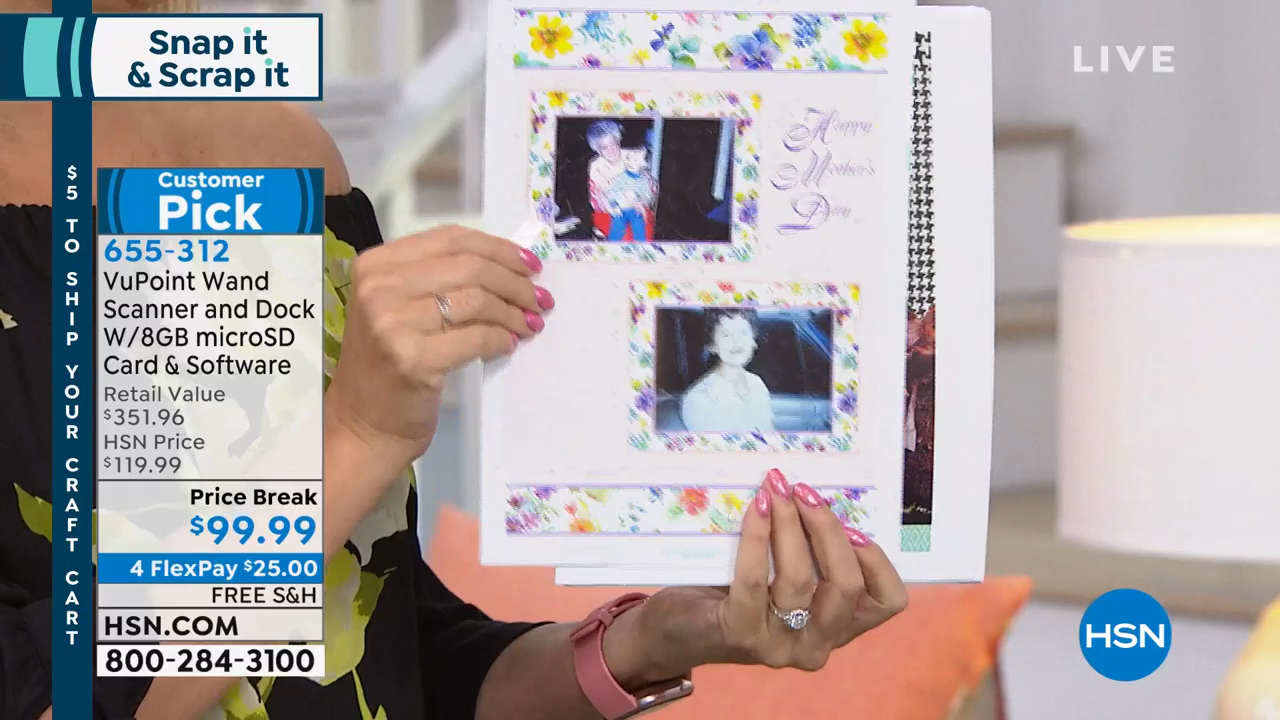 Snap it
& Scrap it
LIVE
$5 TO SHIP YOUR CRAFT CART
Customer
Pick
655-312
VuPoint Wand
Scanner and Dock
W/8GB microSD
Card & Software
Retail Value
$351.96
HSN Price
$119.99
Price Break
$99.99
4 FlexPay $25.00
FREE S&H
HSN.COM
800-284-3100
Happy
Mother's
Day
HSN